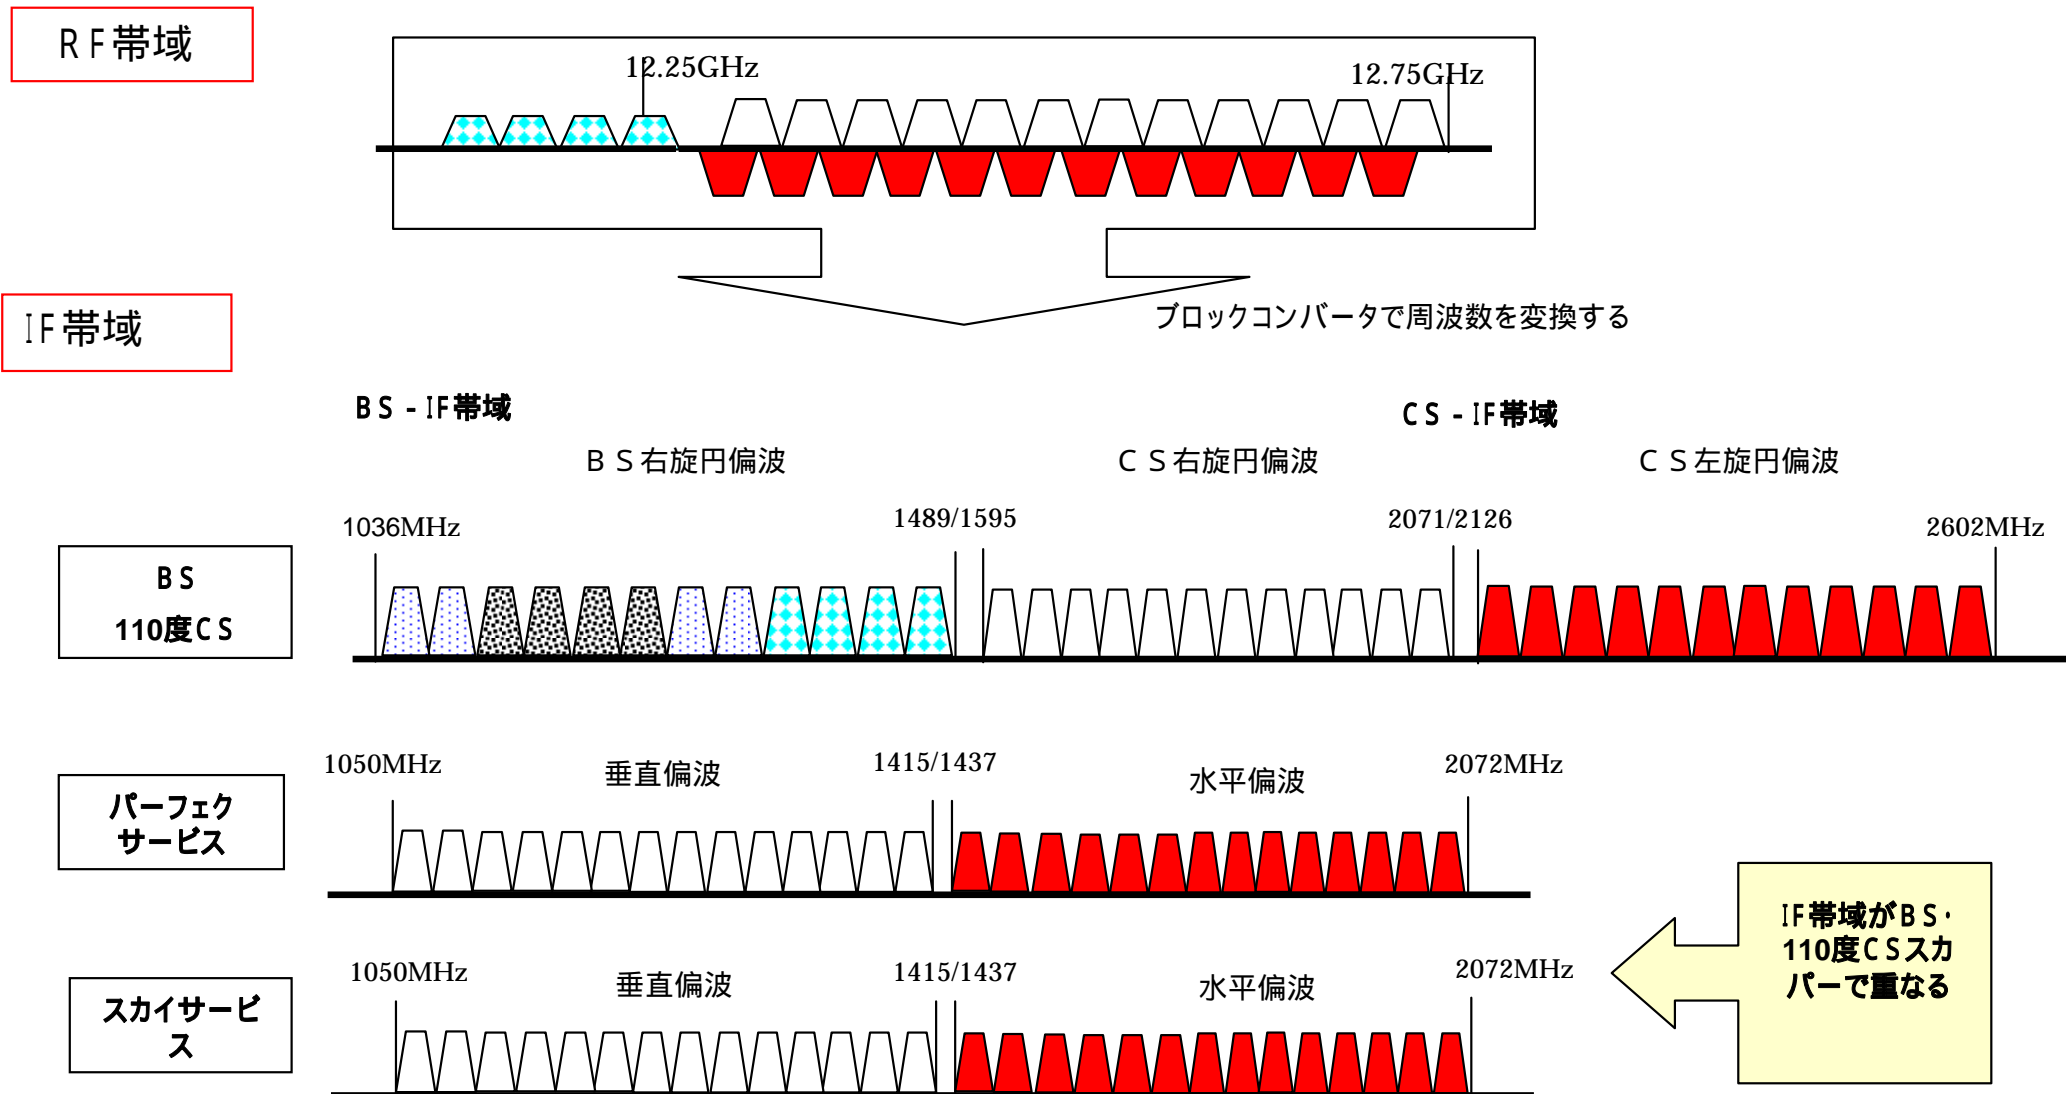 ＲＦ帯域
12.25GHz
12.75GHz
ブロックコンバータで周波数を変換する
ＩＦ帯域
ＢＳ-ＩＦ帯域
ＣＳ-ＩＦ帯域
ＢＳ右旋円偏波
ＣＳ右旋円偏波
ＣＳ左旋円偏波
1036MHz
1489/1595
2071/2126
2602MHz
ＢＳ
110度ＣＳ
1050MHz
垂直偏波
1415/1437
水平偏波
2072MHz
パーフェク
サービス
ＩＦ帯域がＢＳ・
110度ＣＳスカ
パーで重なる
1050MHz
垂直偏波
1415/1437
水平偏波
2072MHz
スカイサービ
ス